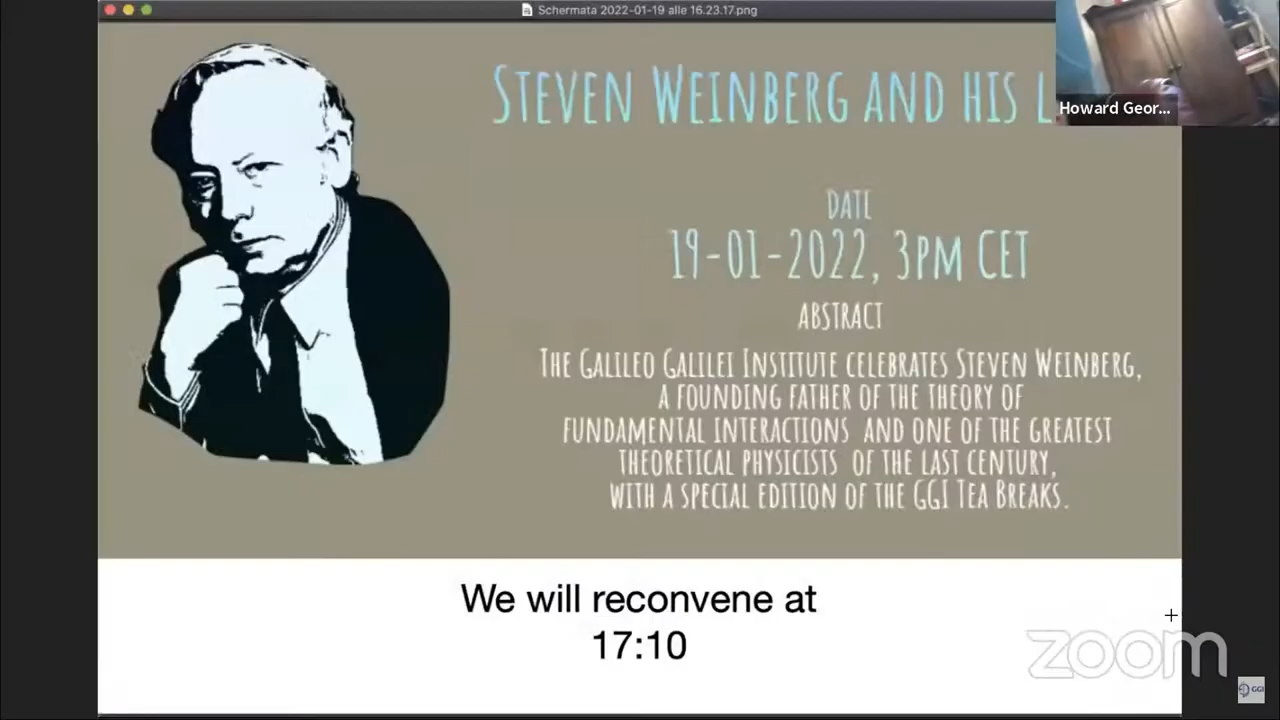 Schermata 2022-01-19 alle 16.23.17.png
Steven Weinberg and his
Howard Geor...
Date
19-01-2022, 3pm CET
Abstract
The Galileo Galilei Institute celebrates Steven Weinberg,
a founding father of the theory of
fundamental interactions and one of the greatest
theoretical physicists of the last century,
with a special edition of the GGI Tea Breaks.
We will reconvene at
17:10
zoom
GGI